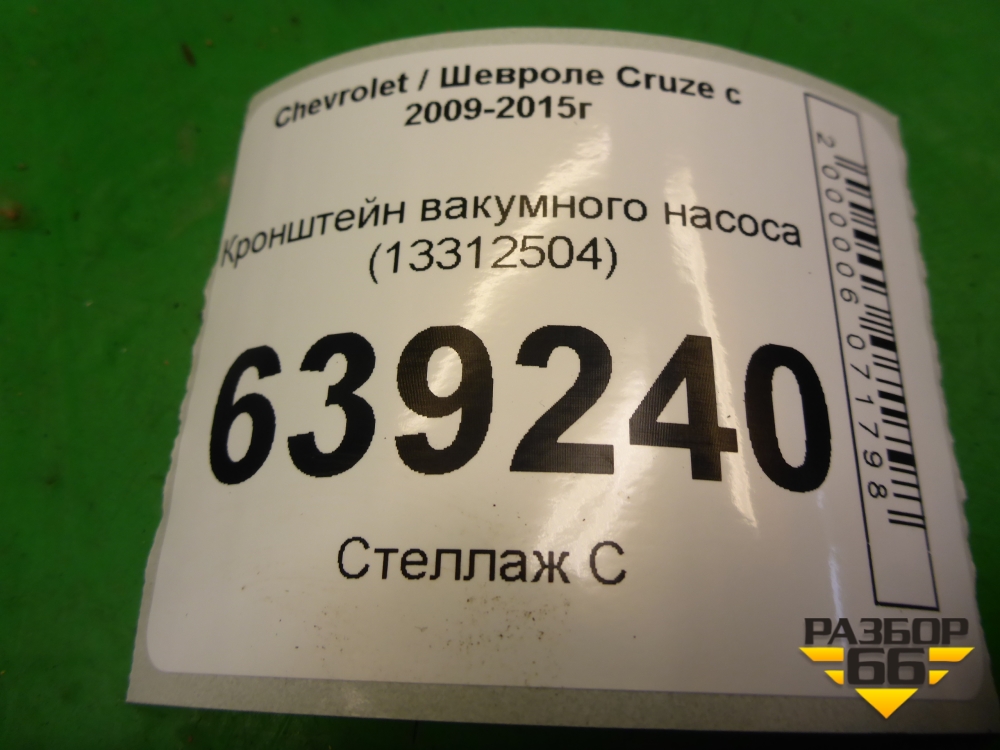 Chevrolet / Шевроле Cruze с
2009-2015г
Кронштейн вакумного насоса
(13312504)
639240
Стеллаж С
2000006071798
РАЗБОР
66